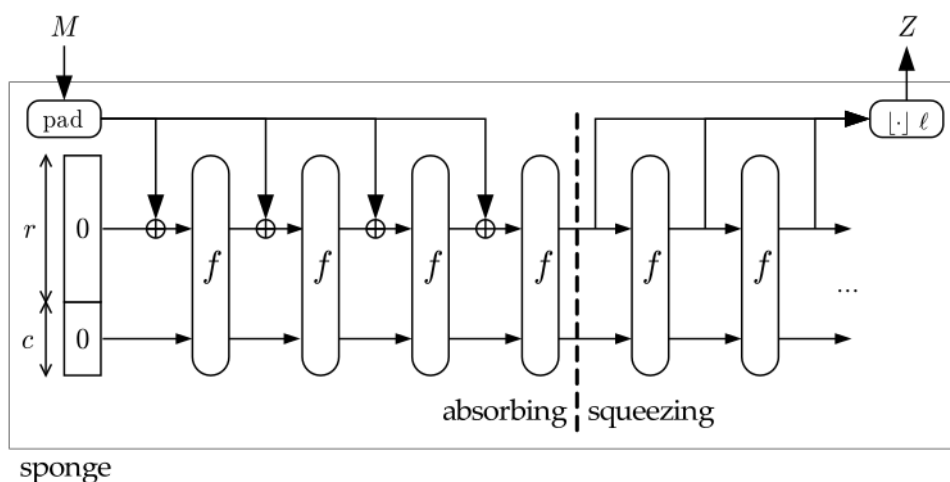 M Z
pad ⌊·⌋ ℓ
r 0 f f f f f f
...
c 0
absorbing squeezing
sponge